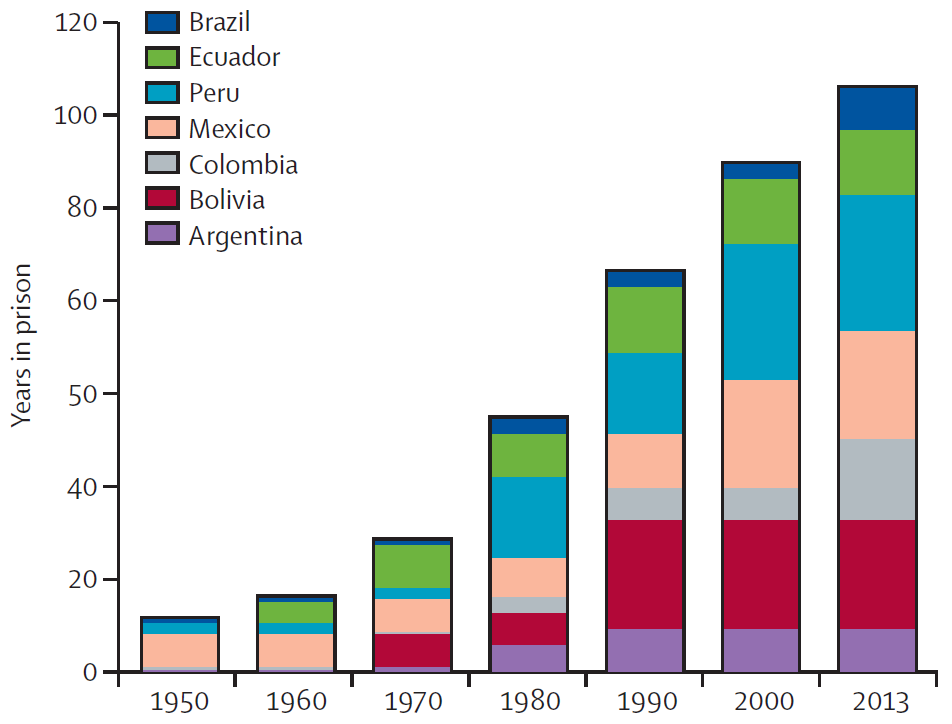 120
100
80
60
50
40
20
0
Years in prison
Brazil
Ecuador
Peru
Mexico
Colombia
Bolivia
Argentina
1950 1960 1970 1980 1990 2000 2013